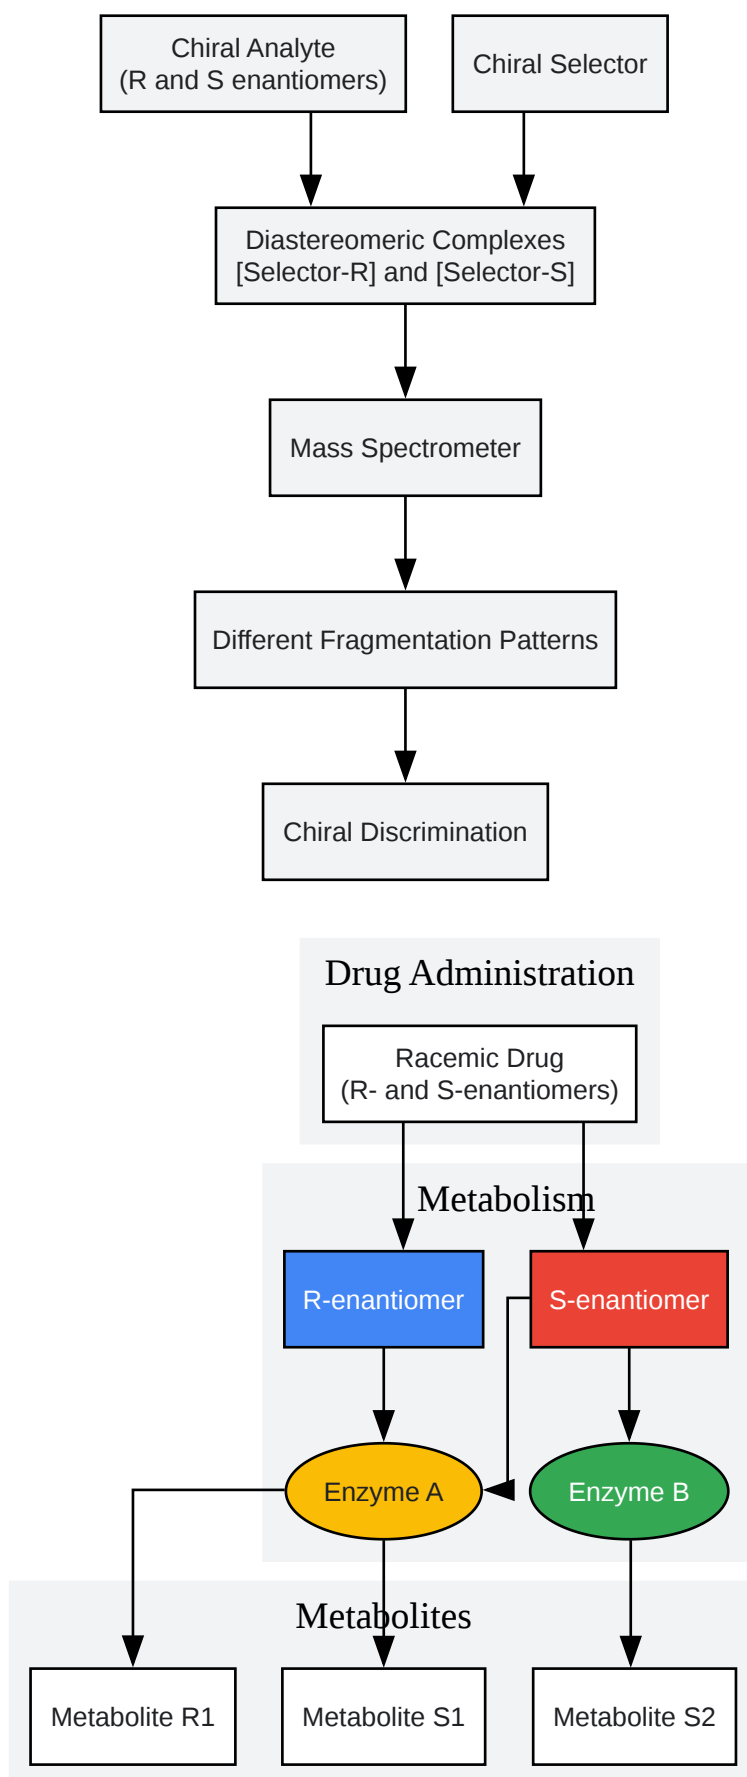 Chiral Analyte
(R and S enantiomers)
Chiral Selector
Diastereomeric Complexes
[Selector-R] and [Selector-S]
Mass Spectrometer
Different Fragmentation Patterns
Chiral Discrimination
Drug Administration
Racemic Drug
(R- and S-enantiomers)
Metabolism
R-enantiomer
S-enantiomer
Enzyme A
Enzyme B
Metabolites
Metabolite R1
Metabolite S1
Metabolite S2